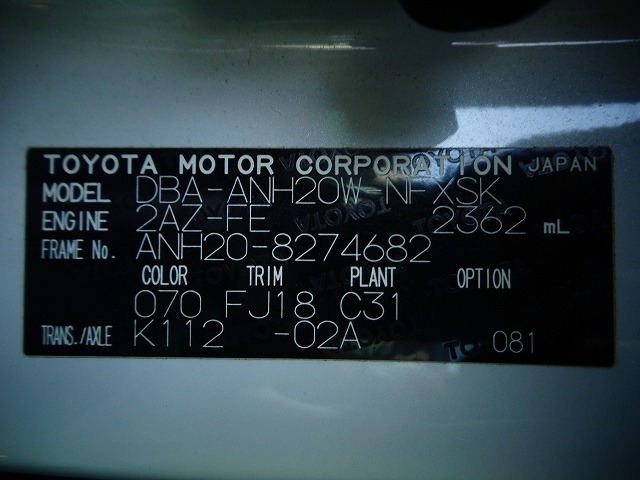 TOYOTA MOTOR CORPORATION JAPAN
MODEL DBA-ANH20W-NFXSK
ENGINE 2AZ-FE 2362 mL
FRAME No. ANH20-8274682
COLOR TRIM PLANT OPTION
070 FJ18 C31
TRANS./AXLE K112 -02A 081